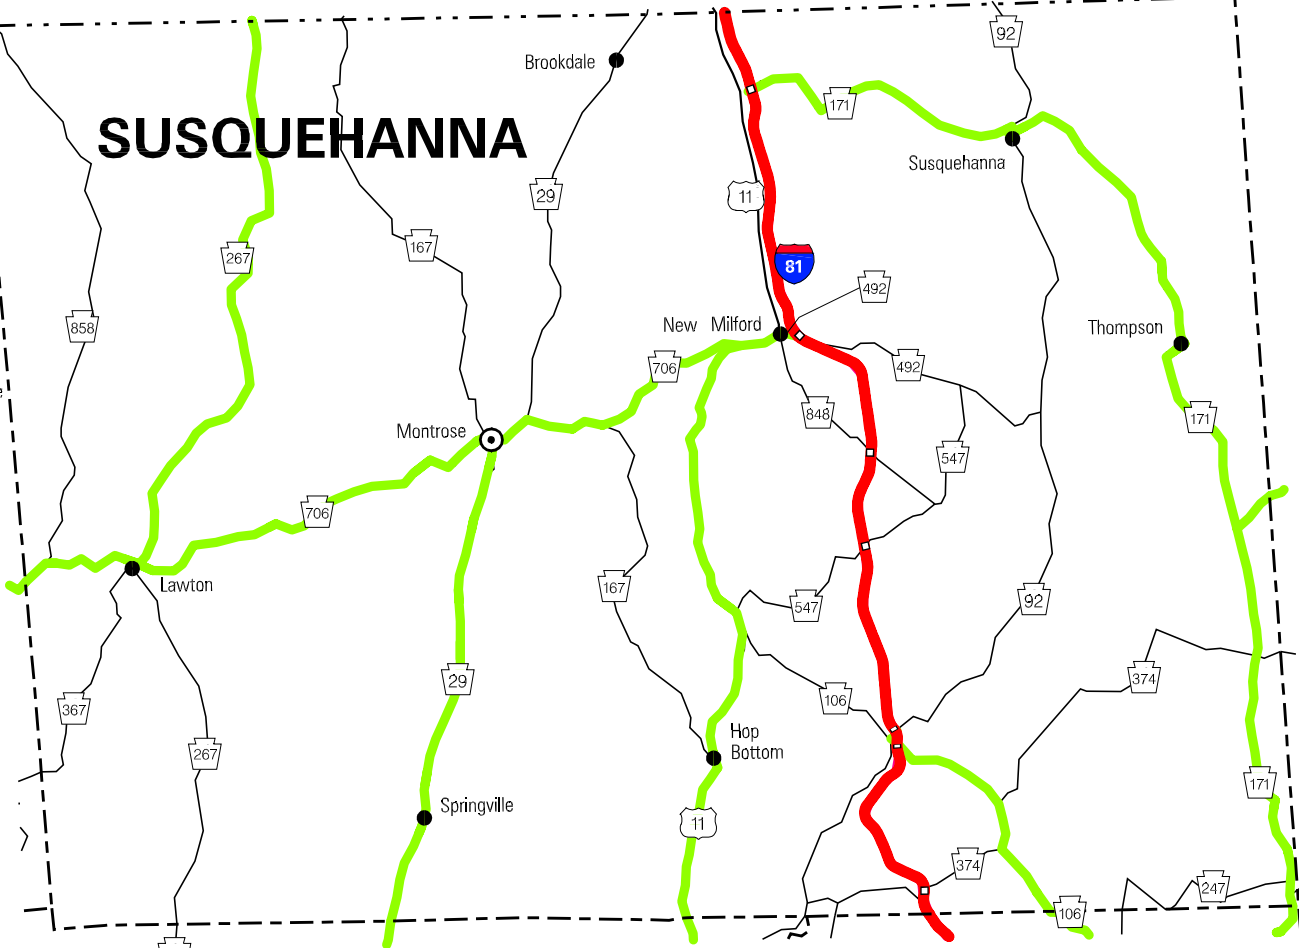 92
Brookdale
171
SUSQUEHANNA
Susquehanna
29
11
167
267
81
492
858
New Milford
Thompson
706
492
848
171
Montrose
547
706
Lawton
167
547
92
29
374
106
367
Hop
Bottom
267
171
Springville
11
374
247
106